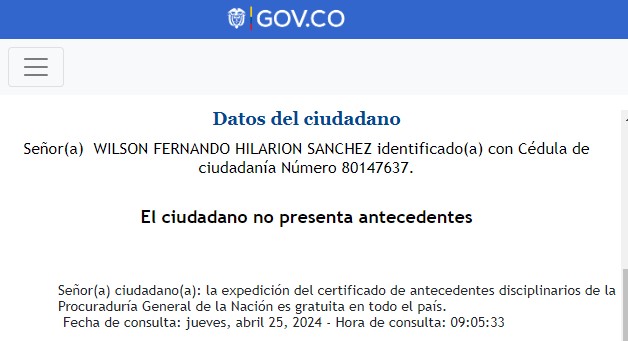 GOV.CO
Datos del ciudadano
Señor(a)  WILSON FERNANDO HILARION SANCHEZ identificado(a) con Cédula de
ciudadanía Número 80147637.
El ciudadano no presenta antecedentes
Señor(a) ciudadano(a): la expedición del certificado de antecedentes disciplinarios de la
Procuraduría General de la Nación es gratuita en todo el país.
Fecha de consulta: jueves, abril 25, 2024 - Hora de consulta: 09:05:33